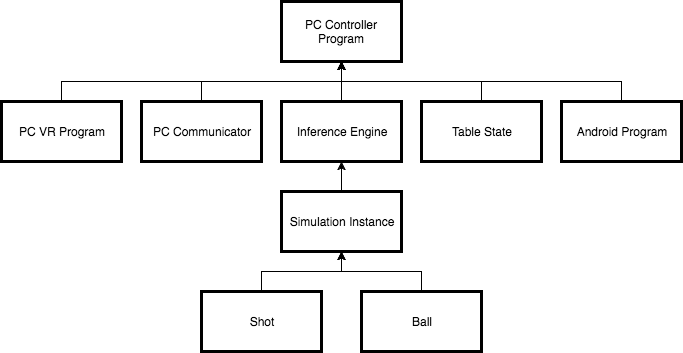 PC Controller
Program
PC VR Program
PC Communicator
Inference Engine
Table State
Android Program
Simulation Instance
Shot
Ball